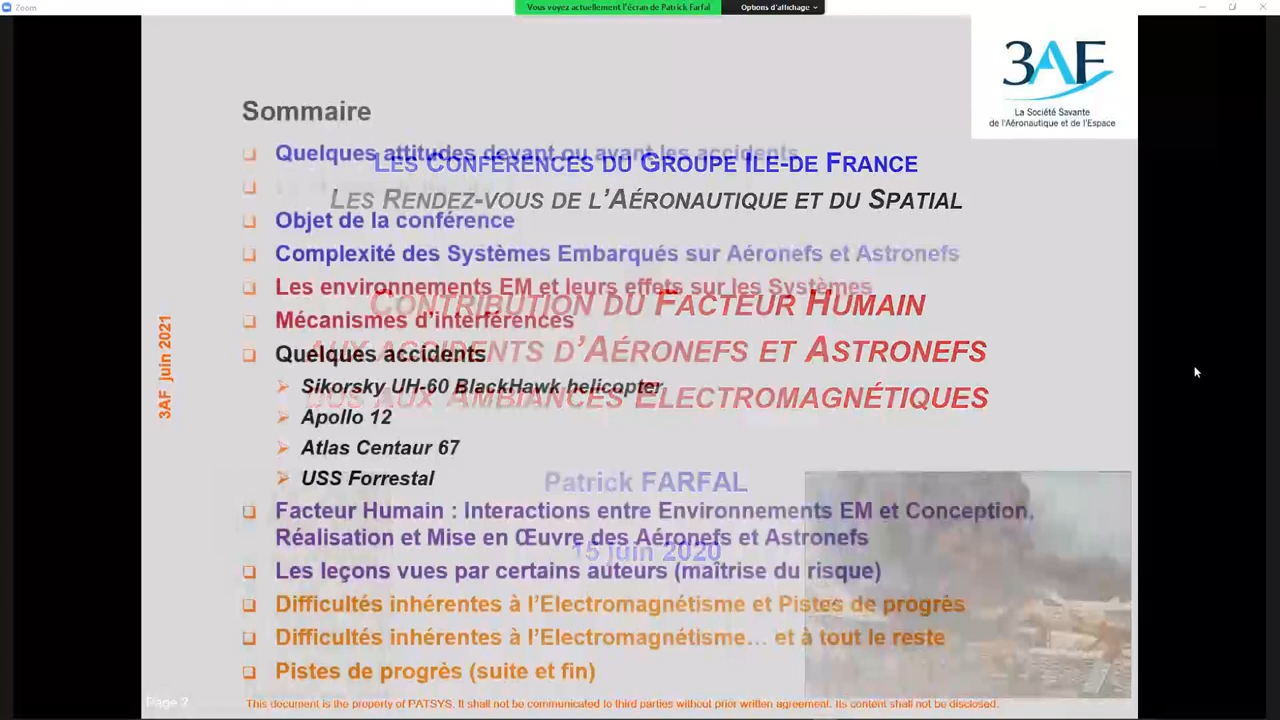 Zoom
Vous voyez actuellement l'écran de Patrick Farfal
Options d'affichage
3AF
La Société Savante
de l'Aéronautique et de l'Espace
Sommaire
Quelques attitudes devant ou avant les accidents
LES CONFÉRENCES DU GROUPE ILE-DE FRANCE
LES RENDEZ-VOUS DE L'AÉRONAUTIQUE ET DU SPATIAL
Objet de la conférence
Complexité des Systèmes Embarqués sur Aéronefs et Astronefs
Les environnements EM et leurs effets sur les Systèmes
CONTRIBUTION DU FACTEUR HUMAIN
Mécanismes d'interférences
AUX ACCIDENTS D'AÉRONEFS ET ASTRONEFS
Quelques accidents
Sikorsky UH-60 BlackHawk helicopter
DUS AUX AMBIANCES ELECTROMAGNÉTIQUES
Apollo 12
Atlas Centaur 67
USS Forrestal
Patrick FARFAL
Facteur Humain : Interactions entre Environnements EM et Conception,
Réalisation et Mise en Œuvre des Aéronefs et Astronefs
15 juin 2020
Les leçons vues par certains auteurs (maîtrise du risque)
Difficultés inhérentes à l'Electromagnétisme et Pistes de progrès
Difficultés inhérentes à l'Electromagnétisme… et à tout le reste
Pistes de progrès (suite et fin)
3AF juin 2021
Page 2
This document is the property of PATSYS. It shall not be communicated to third parties without prior written agreement. Its content shall not be disclosed.